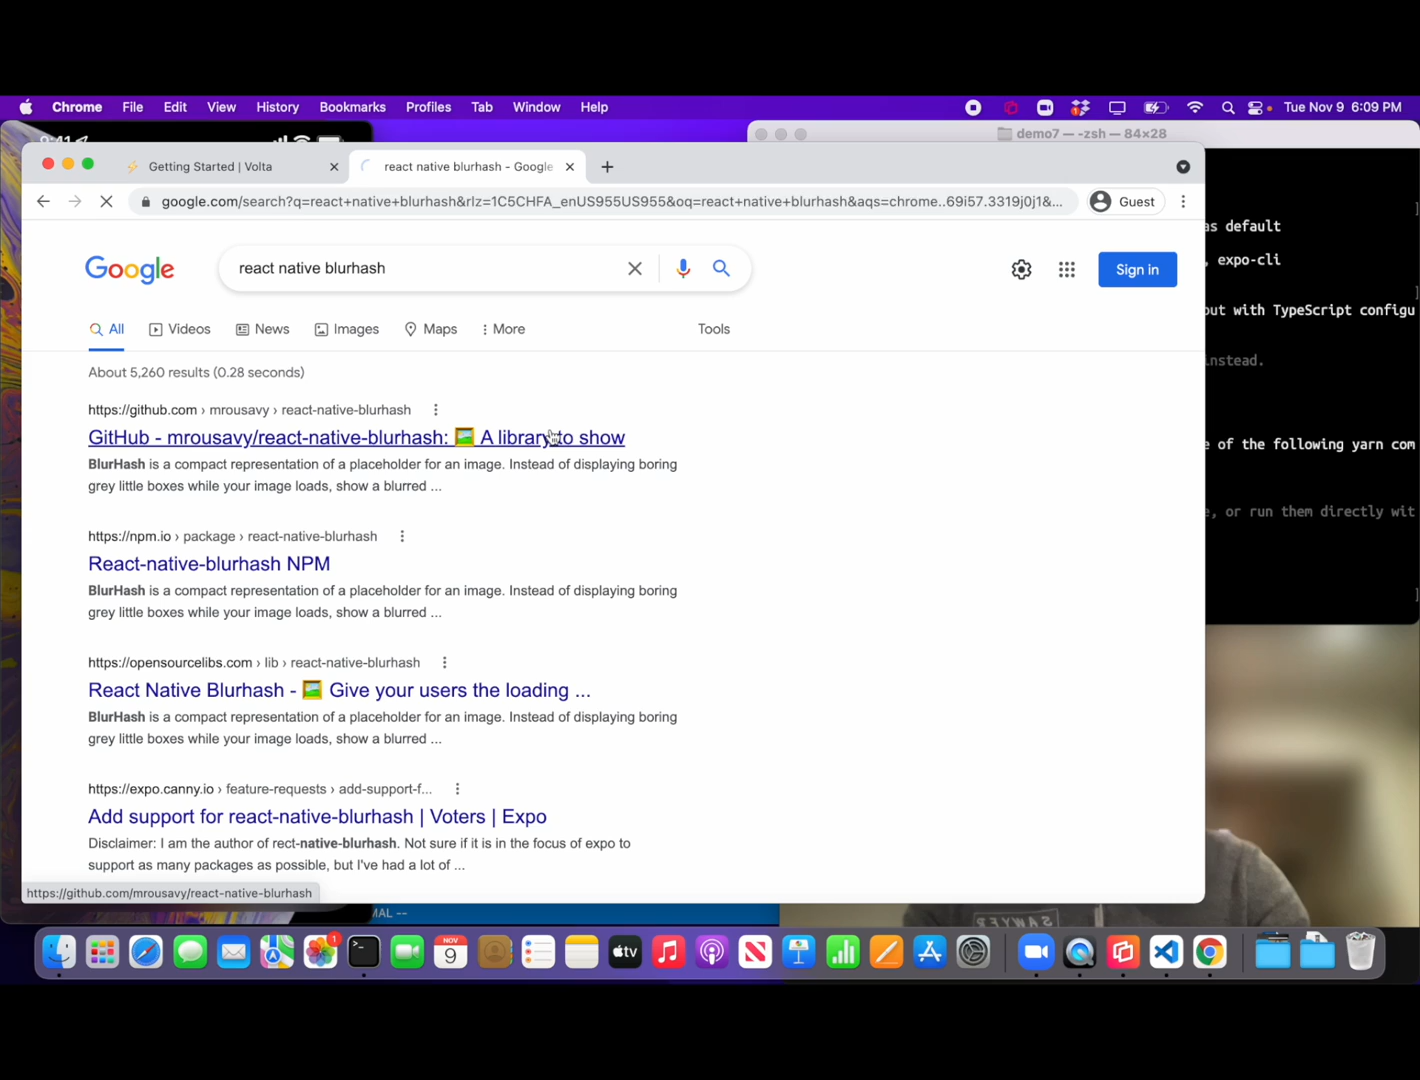 Chrome File Edit View History Bookmarks Profiles Tab Window Help Tue Nov 9 6:09 PM
9:41
demo7 — -zsh — 84×28
Getting Started | Volta
react native blurhash - Google
google.com/search?q=react+native+blurhash&rlz=1C5CHFA_enUS955US955&oq=react+native+blurhash&aqs=chrome..69i57.3319j0j1&...
Guest
as default
, expo-cli
out with TypeScript configu
instead.
e of the following yarn com
e, or run them directly wit
Google
react native blurhash
Sign in
All Videos News Images Maps More Tools
About 5,260 results (0.28 seconds)
https://github.com › mrousavy › react-native-blurhash
GitHub - mrousavy/react-native-blurhash: 🖼️ A library to show
BlurHash is a compact representation of a placeholder for an image. Instead of displaying boring
grey little boxes while your image loads, show a blurred ...
https://npm.io › package › react-native-blurhash
React-native-blurhash NPM
BlurHash is a compact representation of a placeholder for an image. Instead of displaying boring
grey little boxes while your image loads, show a blurred ...
https://opensourcelibs.com › lib › react-native-blurhash
React Native Blurhash - 🖼️ Give your users the loading ...
BlurHash is a compact representation of a placeholder for an image. Instead of displaying boring
grey little boxes while your image loads, show a blurred ...
https://expo.canny.io › feature-requests › add-support-f...
Add support for react-native-blurhash | Voters | Expo
Disclaimer: I am the author of rect-native-blurhash. Not sure if it is in the focus of expo to
support as many packages as possible, but I've had a lot of ...
https://github.com/mrousavy/react-native-blurhash
MAL --
SAWYER
NOV
9
tv
1